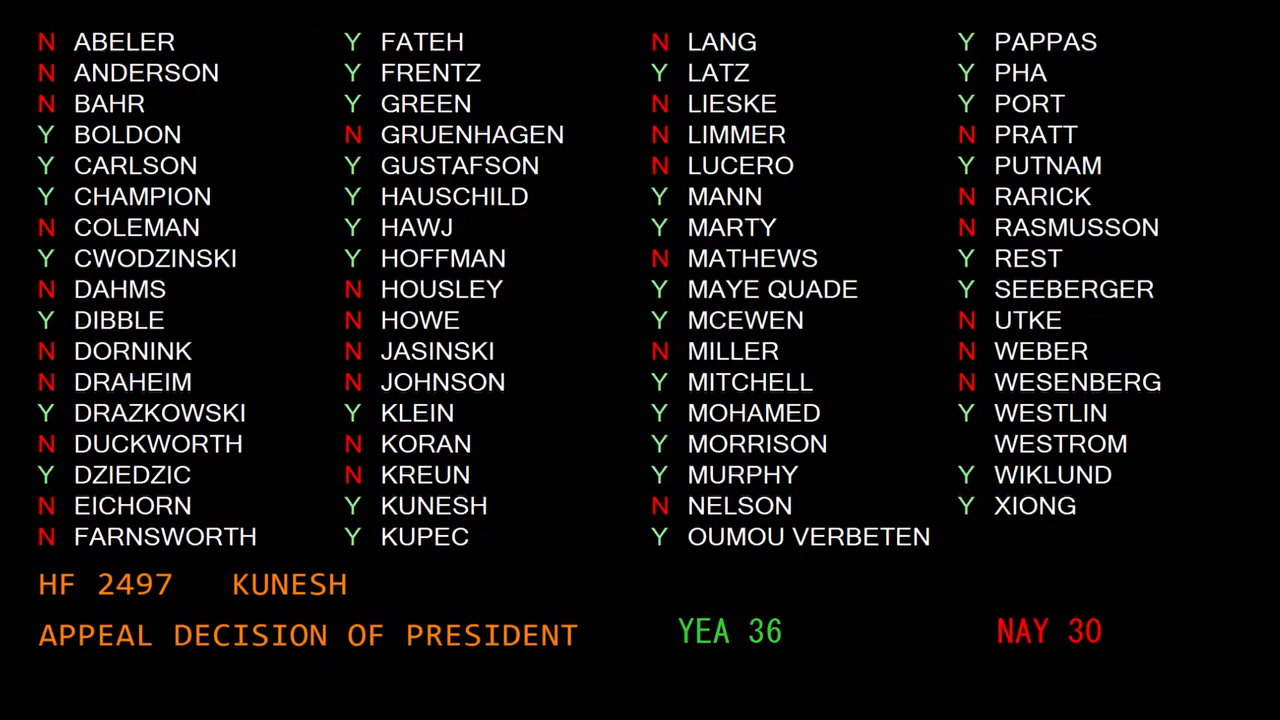 N ABELER Y FATEH N LANG Y PAPPAS
N ANDERSON Y FRENTZ Y LATZ Y PHA
N BAHR Y GREEN N LIESKE Y PORT
Y BOLDON N GRUENHAGEN N LIMMER N PRATT
Y CARLSON Y GUSTAFSON N LUCERO Y PUTNAM
Y CHAMPION Y HAUSCHILD Y MANN N RARICK
N COLEMAN Y HAWJ Y MARTY N RASMUSSON
Y CWODZINSKI Y HOFFMAN N MATHEWS Y REST
N DAHMS N HOUSLEY Y MAYE QUADE Y SEEBERGER
Y DIBBLE N HOWE Y MCEWEN N UTKE
N DORNINK N JASINSKI N MILLER N WEBER
N DRAHEIM N JOHNSON Y MITCHELL N WESENBERG
Y DRAZKOWSKI Y KLEIN Y MOHAMED Y WESTLIN
N DUCKWORTH N KORAN Y MORRISON WESTROM
Y DZIEDZIC N KREUN Y MURPHY Y WIKLUND
N EICHORN Y KUNESH N NELSON Y XIONG
N FARNSWORTH Y KUPEC Y OUMOU VERBETEN
HF 2497 KUNESH
APPEAL DECISION OF PRESIDENT YEA 36 NAY 30